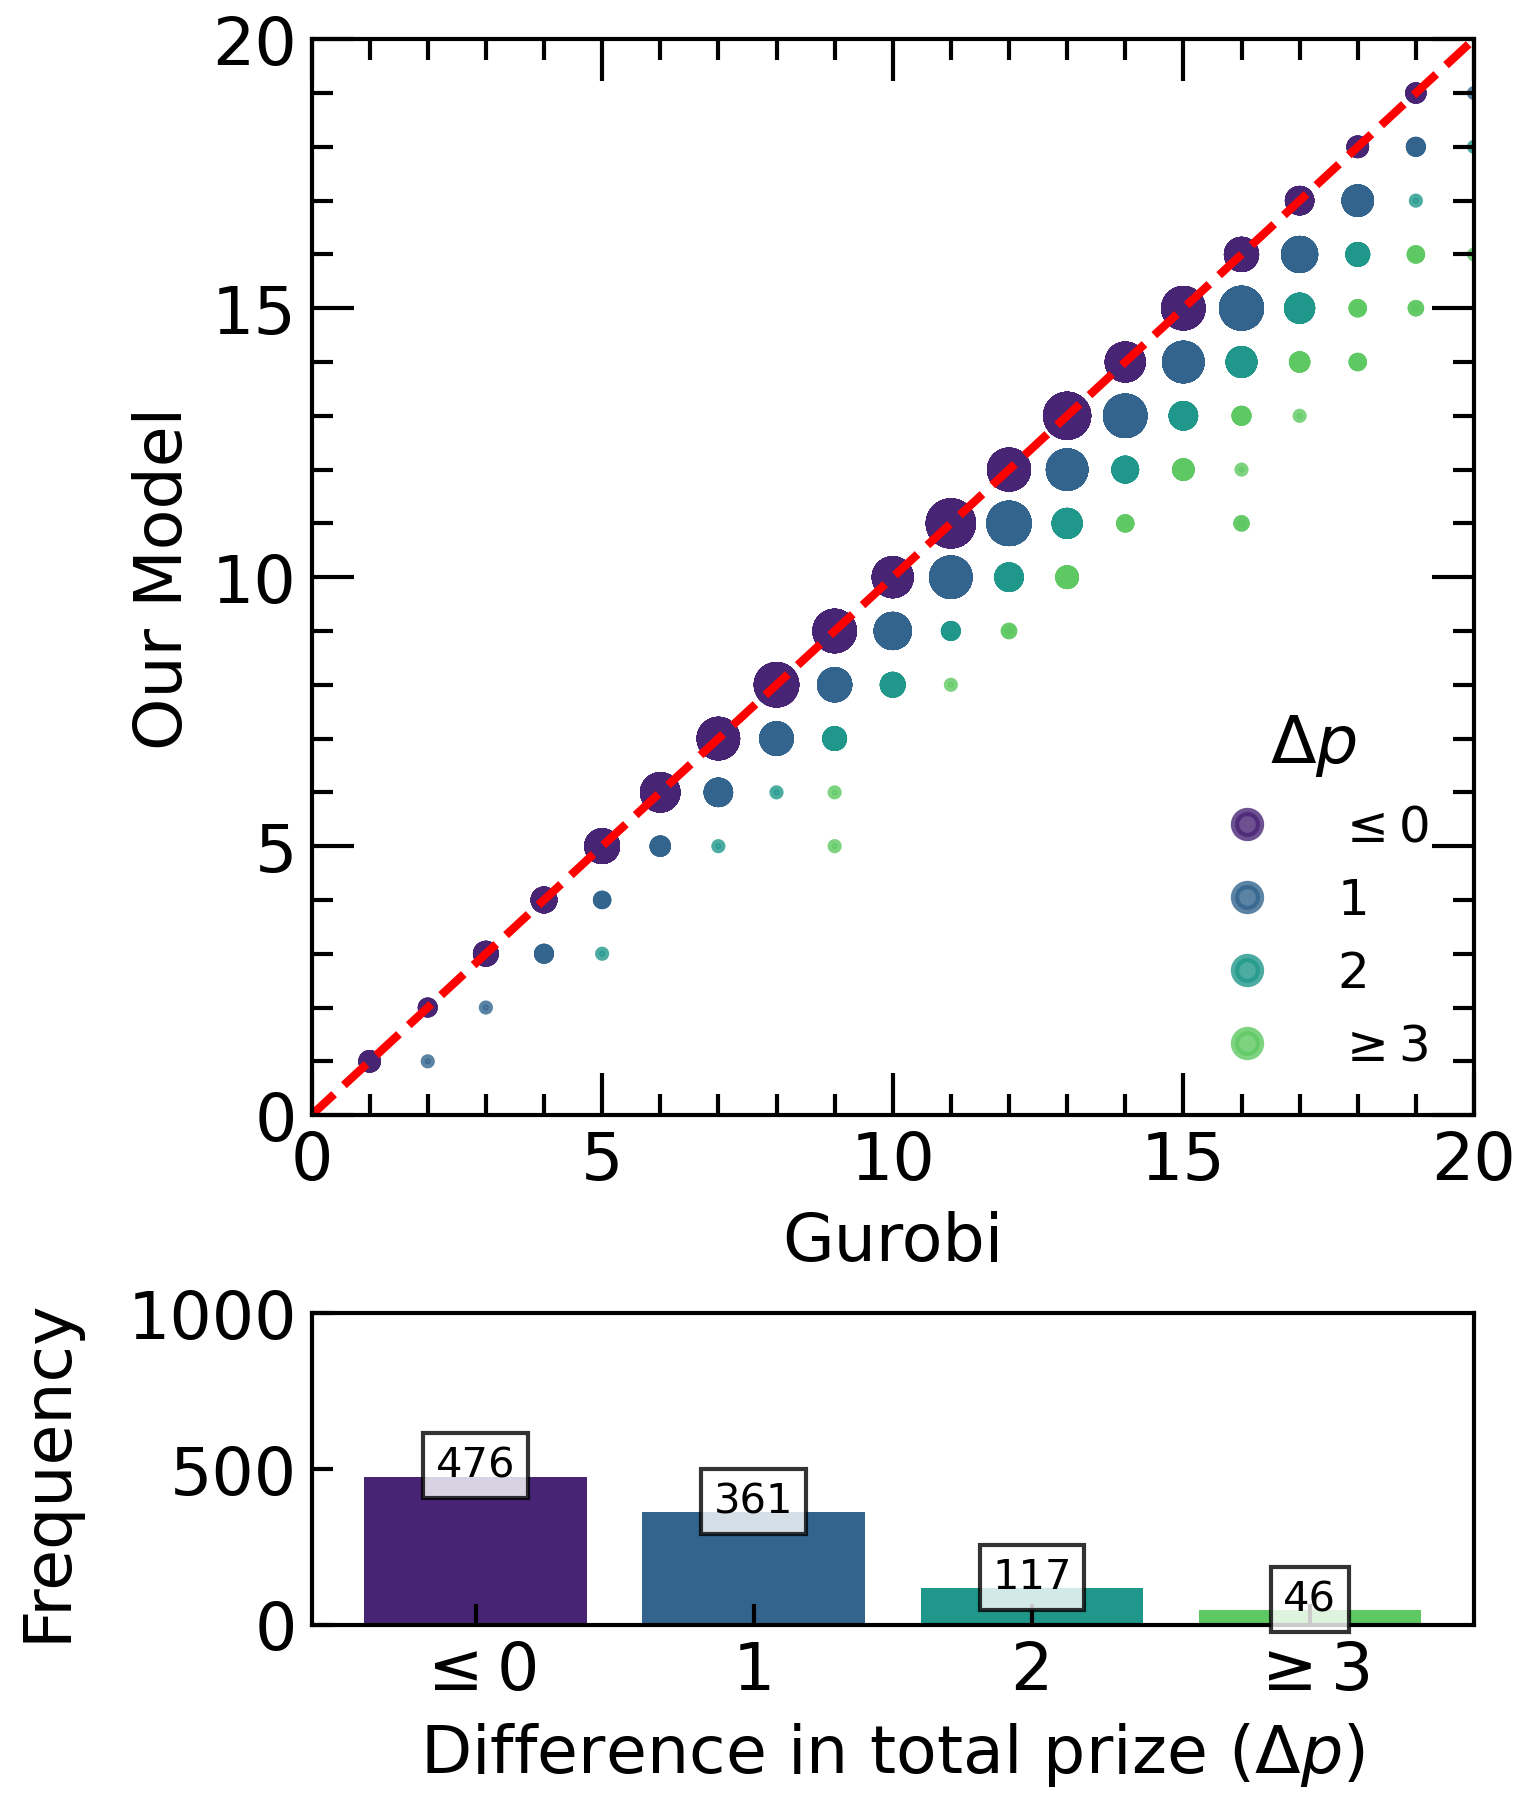 20
15
10
5
0
Our Model
0 5 10 15 20
Gurobi
Δp
≤ 0
1
2
≥ 3
1000
500
0
Frequency
476
361
117
46
≤ 0 1 2 ≥ 3
Difference in total prize (Δp)